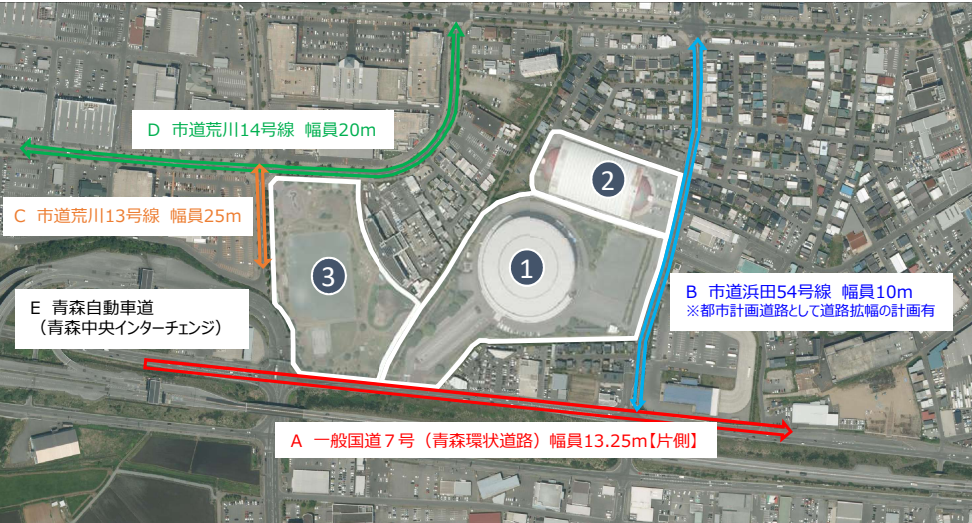 D 市道荒川14号線 幅員20m
②
C 市道荒川13号線 幅員25m
①
③
E 青森自動車道
（青森中央インターチェンジ）
B 市道浜田54号線 幅員10m
※都市計画道路として道路拡幅の計画有
A 一般国道７号（青森環状道路）幅員13.25m【片側】